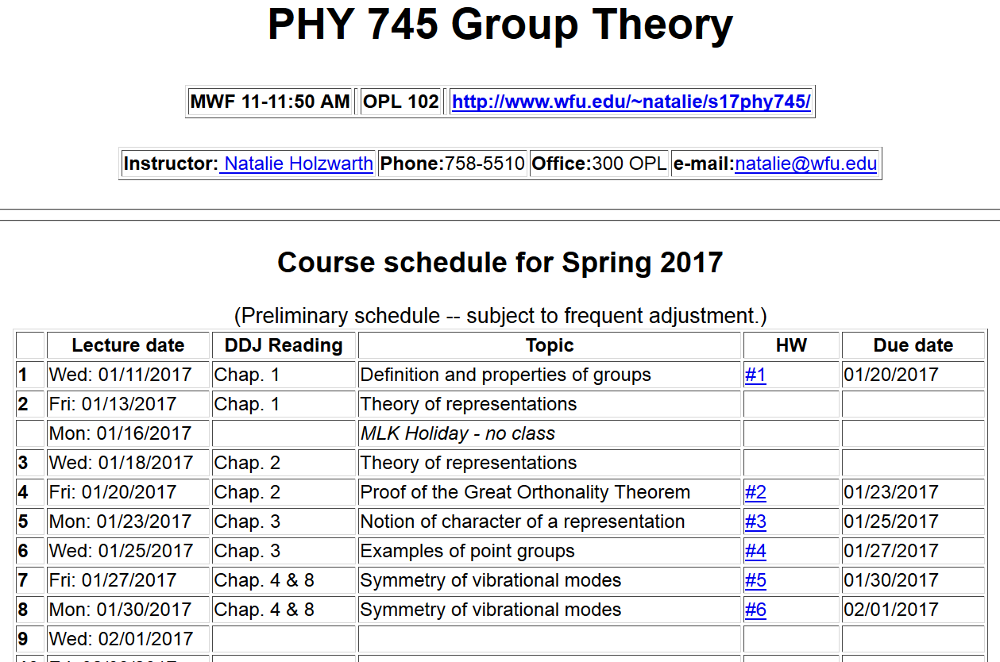 PHY 745 Group Theory
MWF 11-11:50 AM OPL 102 http://www.wfu.edu/~natalie/s17phy745/
Instructor: Natalie Holzwarth Phone:758-5510 Office:300 OPL e-mail:natalie@wfu.edu
Course schedule for Spring 2017
(Preliminary schedule -- subject to frequent adjustment.)
Lecture date DDJ Reading Topic HW Due date
1 Wed: 01/11/2017 Chap. 1 Definition and properties of groups #1 01/20/2017
2 Fri: 01/13/2017 Chap. 1 Theory of representations
Mon: 01/16/2017 MLK Holiday - no class
3 Wed: 01/18/2017 Chap. 2 Theory of representations
4 Fri: 01/20/2017 Chap. 2 Proof of the Great Orthonality Theorem #2 01/23/2017
5 Mon: 01/23/2017 Chap. 3 Notion of character of a representation #3 01/25/2017
6 Wed: 01/25/2017 Chap. 3 Examples of point groups #4 01/27/2017
7 Fri: 01/27/2017 Chap. 4 & 8 Symmetry of vibrational modes #5 01/30/2017
8 Mon: 01/30/2017 Chap. 4 & 8 Symmetry of vibrational modes #6 02/01/2017
9 Wed: 02/01/2017